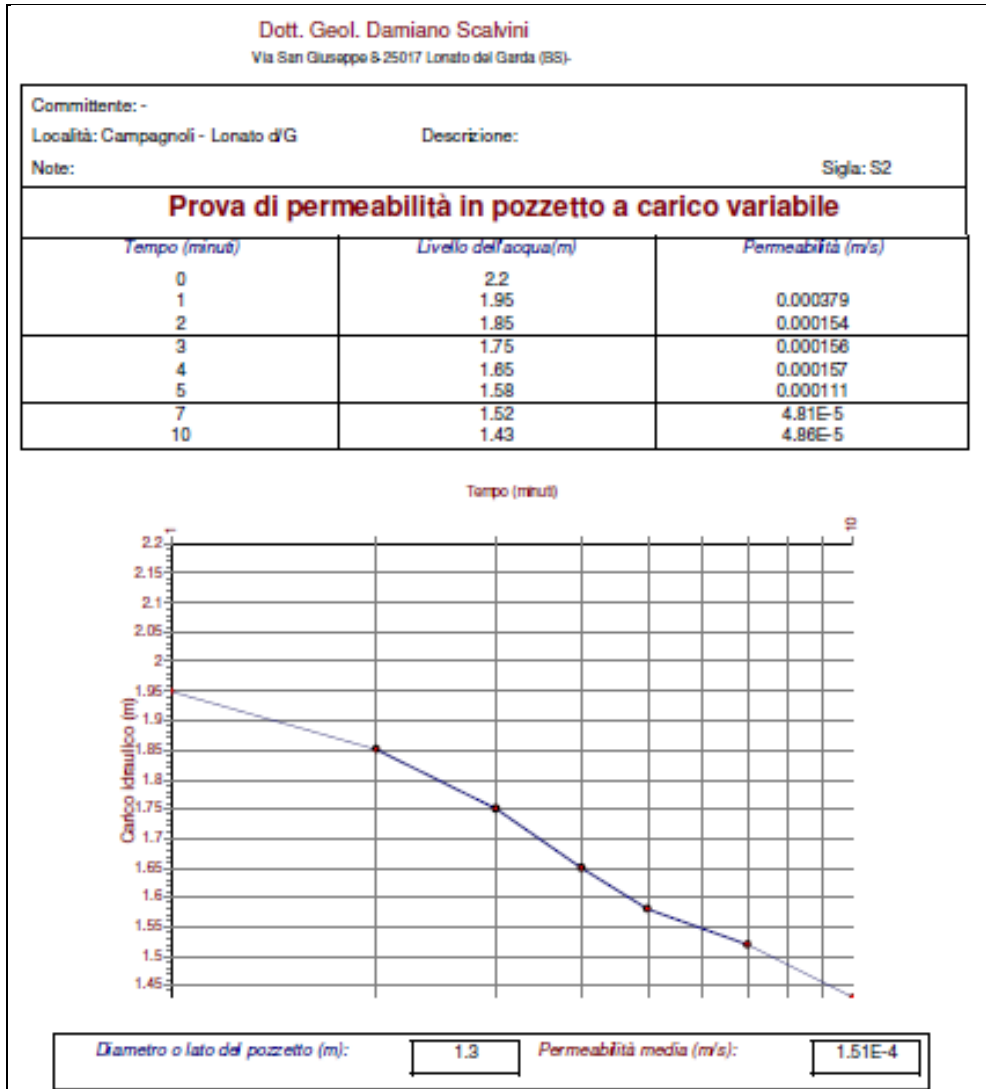 Dott. Geol. Damiano Scalvini
Via San Giuseppe 8-25017 Lonato del Garda (BS)-
Committente: -
Località: Campagnoli - Lonato d/G Descrizione:
Note: Sigla: S2
Prova di permeabilità in pozzetto a carico variabile
Tempo (minuti) Livello dell'acqua(m) Permeabilità (m/s)
0 2.2
1 1.95 0.000379
2 1.85 0.000154
3 1.75 0.000156
4 1.65 0.000157
5 1.58 0.000111
7 1.52 4.81E-5
10 1.43 4.86E-5
Tempo (minuti)
1 10
2.2
2.15
2.1
2.05
2
1.95
1.9
1.85
1.8
1.75
1.7
1.65
1.6
1.55
1.5
1.45
Carico idraulico (m)
Diametro o lato del pozzetto (m): 1.3 Permeabilità media (m/s): 1.51E-4